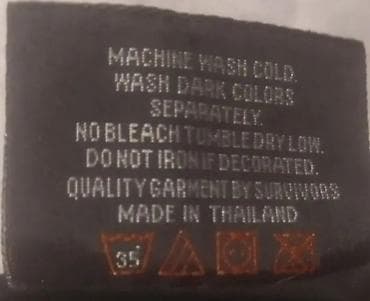 MACHINE WASH COLD.
WASH DARK COLORS
SEPARATELY.
NO BLEACH TUMBLE DRY LOW.
DO NOT IRON IF DECORATED.
QUALITY GARMENT BY SURVIVORS
MADE IN THAILAND
35